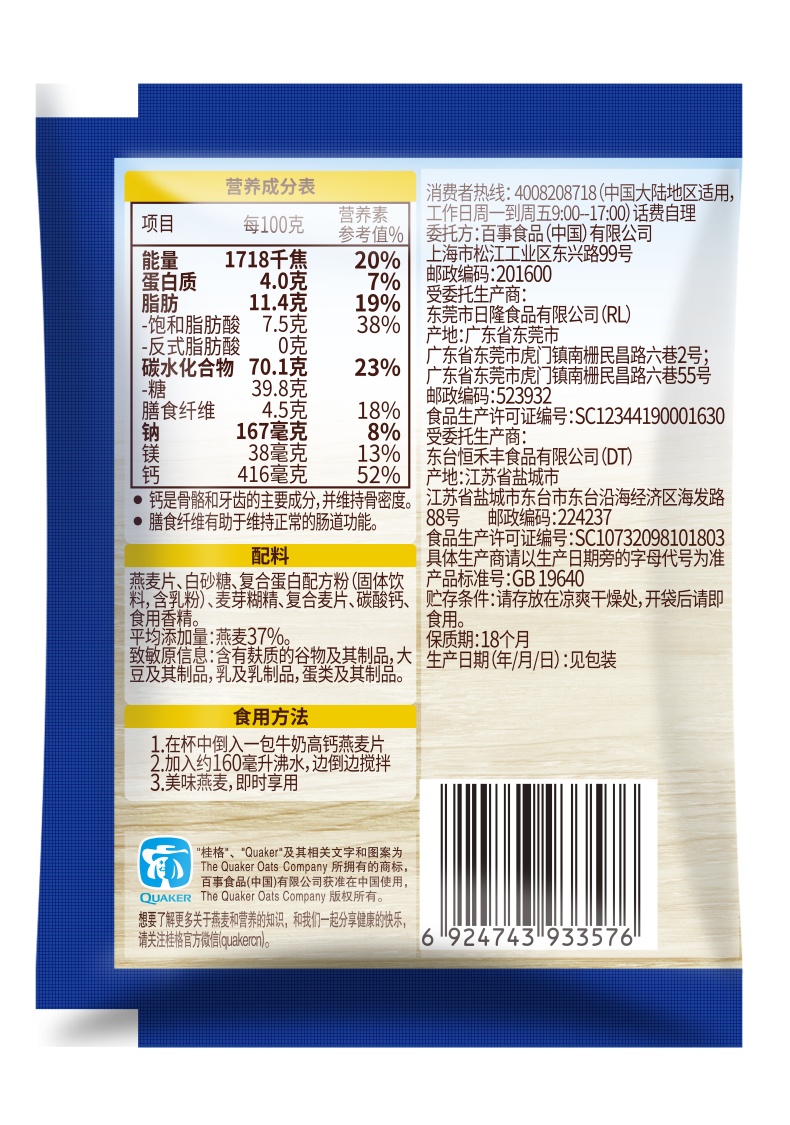 营养成分表
项目 每100克 营养素参考值%
能量 1718千焦 20%
蛋白质 4.0克 7%
脂肪 11.4克 19%
-饱和脂肪酸 7.5克 38%
-反式脂肪酸 0克
碳水化合物 70.1克 23%
-糖 39.8克
膳食纤维 4.5克 18%
钠 167毫克 8%
镁 38毫克 13%
钙 416毫克 52%
● 钙是骨骼和牙齿的主要成分,并维持骨密度。
● 膳食纤维有助于维持正常的肠道功能。
配料
燕麦片、白砂糖、复合蛋白配方粉(固体饮
料,含乳粉)、麦芽糊精、复合麦片、碳酸钙、
食用香精。
平均添加量:燕麦37%。
致敏原信息:含有麸质的谷物及其制品,大
豆及其制品,乳及乳制品,蛋类及其制品。
食用方法
1.在杯中倒入一包牛奶高钙燕麦片
2.加入约160毫升沸水,边倒边搅拌
3.美味燕麦,即时享用
QUAKER
"桂格"、"Quaker"及其相关文字和图案为
The Quaker Oats Company 所拥有的商标,
百事食品(中国)有限公司获准在中国使用,
The Quaker Oats Company 版权所有。
想要了解更多关于燕麦和营养的知识，和我们一起分享健康的快乐，
请关注桂格官方微信(quakercn)。
消费者热线:4008208718(中国大陆地区适用,
工作日周一到周五9:00--17:00)话费自理
委托方:百事食品(中国)有限公司
上海市松江工业区东兴路99号
邮政编码:201600
受委托生产商:
东莞市日隆食品有限公司(RL)
产地:广东省东莞市
广东省东莞市虎门镇南栅民昌路六巷2号;
广东省东莞市虎门镇南栅民昌路六巷55号
邮政编码:523932
食品生产许可证编号:SC12344190001630
受委托生产商:
东台恒禾丰食品有限公司(DT)
产地:江苏省盐城市
江苏省盐城市东台市东台沿海经济区海发路
88号 邮政编码:224237
食品生产许可证编号:SC10732098101803
具体生产商请以生产日期旁的字母代号为准
产品标准号:GB 19640
贮存条件:请存放在凉爽干燥处,开袋后请即
食用。
保质期:18个月
生产日期(年/月/日):见包装
6 924743 933576